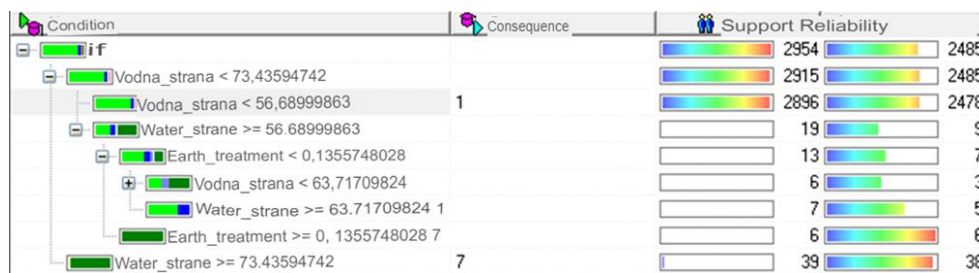 Condition Consequence Support Reliability
if 2954 2485
Vodna_strana < 73,43594742 2915 2485
Vodna_strana < 56,68999863 1 2896 2479
Water_strane >= 56.68999863 19 9
Earth_treatment < 0,1355748028 13 7
Vodna_strana < 63,71709824 6 3
Water_strane >= 63.71709824 1 7 5
Earth_treatment >= 0, 1355748028 7 6 6
Water_strane >= 73.43594742 7 39 38